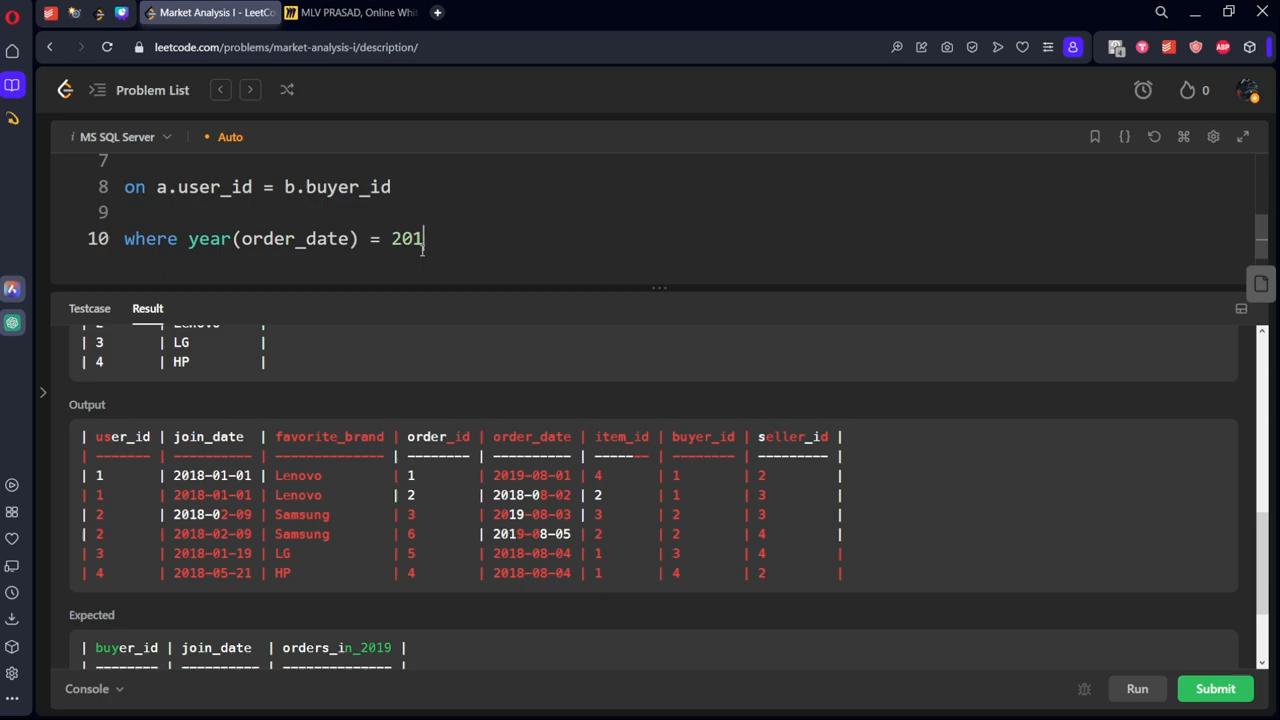 Market Analysis I - LeetCo
MLV PRASAD, Online Whit
leetcode.com/problems/market-analysis-i/description/
Problem List
0
i MS SQL Server
• Auto
7
8 on a.user_id = b.buyer_id
9
10 where year(order_date) = 201
Testcase Result
| 3 | LG |
| 4 | HP |
Output
| user_id | join_date | favorite_brand | order_id | order_date | item_id | buyer_id | seller_id |
| ------- | ---------- | -------------- | -------- | ---------- | ------- | -------- | --------- |
| 1 | 2018-01-01 | Lenovo | 1 | 2019-08-01 | 4 | 1 | 2 |
| 1 | 2018-01-01 | Lenovo | 2 | 2018-08-02 | 2 | 1 | 3 |
| 2 | 2018-02-09 | Samsung | 3 | 2019-08-03 | 3 | 2 | 3 |
| 2 | 2018-02-09 | Samsung | 6 | 2019-08-05 | 2 | 2 | 4 |
| 3 | 2018-01-19 | LG | 5 | 2018-08-04 | 1 | 3 | 4 |
| 4 | 2018-05-21 | HP | 4 | 2018-08-04 | 1 | 4 | 2 |
Expected
| buyer_id | join_date | orders_in_2019 |
| -------- | ---------- | -------------- |
Console
Run
Submit